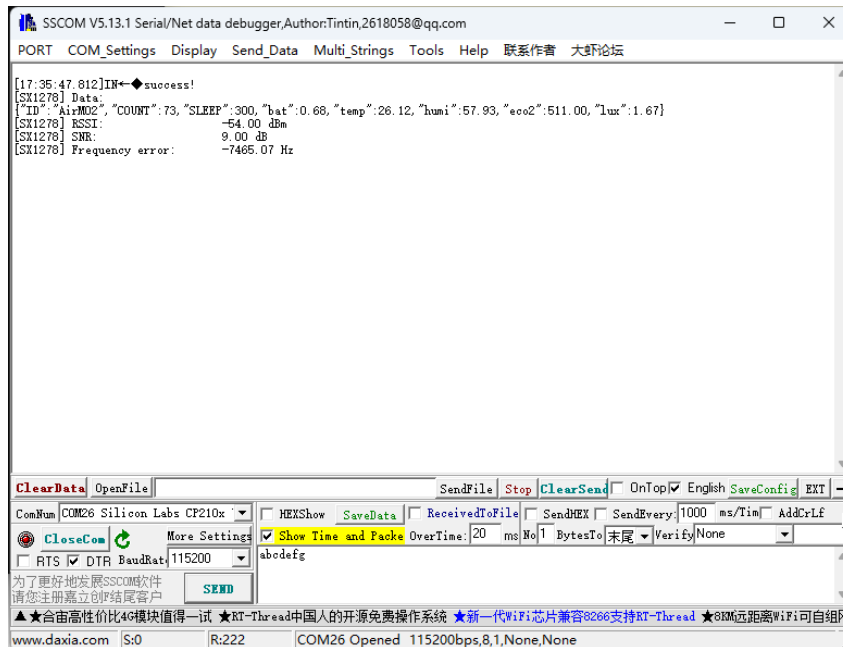 SSCOM V5.13.1 Serial/Net data debugger,Author:Tintin,2618058@qq.com
PORT COM_Settings Display Send_Data Multi_Strings Tools Help 联系作者 大虾论坛
[17:35:47.812]IN←◆success!
[SX1278] Data:
{"ID":"AirM02","COUNT":73,"SLEEP":300,"bat":0.68,"temp":26.12,"humi":57.93,"eco2":511.00,"lux":1.67}
[SX1278] RSSI: -54.00 dBm
[SX1278] SNR: 9.00 dB
[SX1278] Frequency error: -7465.07 Hz
ClearData OpenFile SendFile Stop ClearSend OnTop English SaveConfig EXT —
ComNum COM26 Silicon Labs CP210x HEXShow SaveData ReceivedToFile SendHEX SendEvery: 1000 ms/Tim AddCrLf
CloseCom More Settings Show Time and Packe OverTime: 20 ms No 1 BytesTo 末尾 Verify None
RTS DTR BaudRat 115200 abcdefg
为了更好地发展SSCOM软件
请您注册嘉立创F结尾客户
SEND
▲★合宙高性价比4G模块值得一试 ★RT-Thread中国人的开源免费操作系统 ★新一代WiFi芯片兼容8266支持RT-Thread ★8KM远距离WiFi可自组网
www.daxia.com S:0 R:222 COM26 Opened 115200bps,8,1,None,None